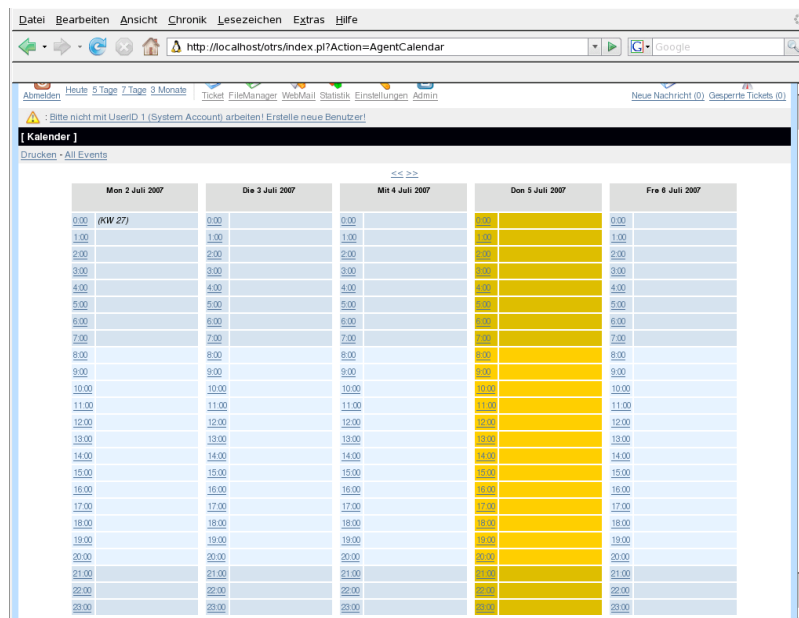 Datei Bearbeiten Ansicht Chronik Lesezeichen Extras Hilfe
http://localhost/otrs/index.pl?Action=AgentCalendar G Google
Abmelden Heute 5 Tage 7 Tage 3 Monate Ticket FileManager WebMail Statistik Einstellungen Admin Neue Nachricht (0) Gesperrte Tickets (0)
: Bitte nicht mit UserID 1 (System Account) arbeiten! Erstelle neue Benutzer!
[ Kalender ]
Drucken - All Events
<< >>
Mon 2 Juli 2007 Die 3 Juli 2007 Mit 4 Juli 2007 Don 5 Juli 2007 Fre 6 Juli 2007
0:00 (KW 27) 0:00 0:00 0:00 0:00
1:00 1:00 1:00 1:00 1:00
2:00 2:00 2:00 2:00 2:00
3:00 3:00 3:00 3:00 3:00
4:00 4:00 4:00 4:00 4:00
5:00 5:00 5:00 5:00 5:00
6:00 6:00 6:00 6:00 6:00
7:00 7:00 7:00 7:00 7:00
8:00 8:00 8:00 8:00 8:00
9:00 9:00 9:00 9:00 9:00
10:00 10:00 10:00 10:00 10:00
11:00 11:00 11:00 11:00 11:00
12:00 12:00 12:00 12:00 12:00
13:00 13:00 13:00 13:00 13:00
14:00 14:00 14:00 14:00 14:00
15:00 15:00 15:00 15:00 15:00
16:00 16:00 16:00 16:00 16:00
17:00 17:00 17:00 17:00 17:00
18:00 18:00 18:00 18:00 18:00
19:00 19:00 19:00 19:00 19:00
20:00 20:00 20:00 20:00 20:00
21:00 21:00 21:00 21:00 21:00
22:00 22:00 22:00 22:00 22:00
23:00 23:00 23:00 23:00 23:00